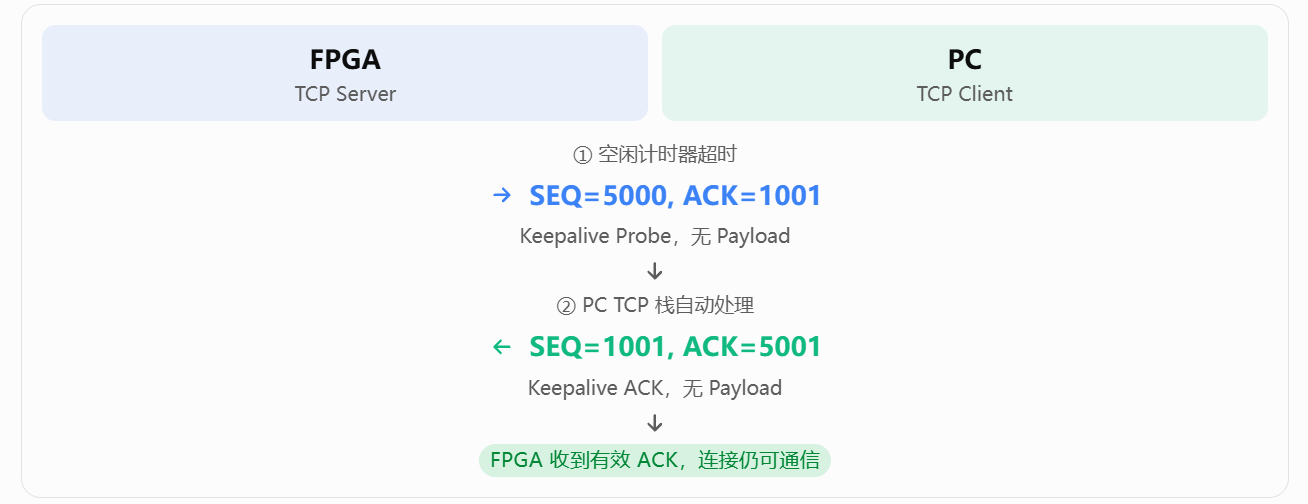 FPGA
TCP Server
PC
TCP Client
① 空闲计时器超时
→ SEQ=5000, ACK=1001
Keepalive Probe，无 Payload
↓
② PC TCP 栈自动处理
← SEQ=1001, ACK=5001
Keepalive ACK，无 Payload
↓
FPGA 收到有效 ACK，连接仍可通信